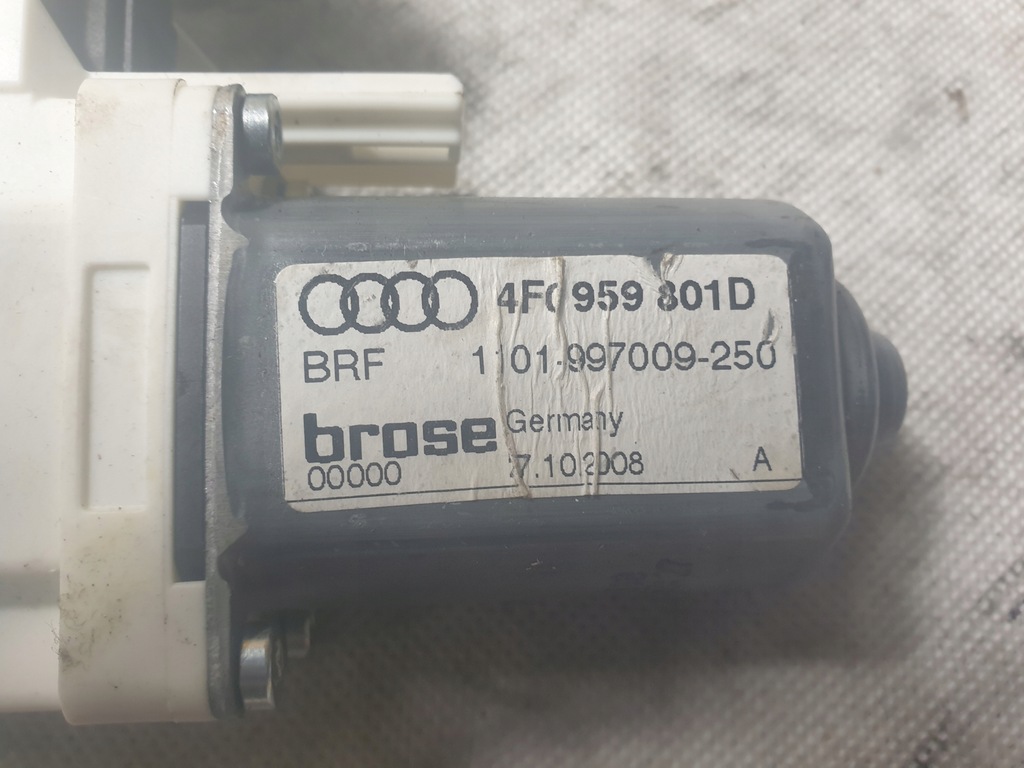 4F0 959 801D
BRF 1101-997009-250
brose Germany
00000 27.10.2008 A